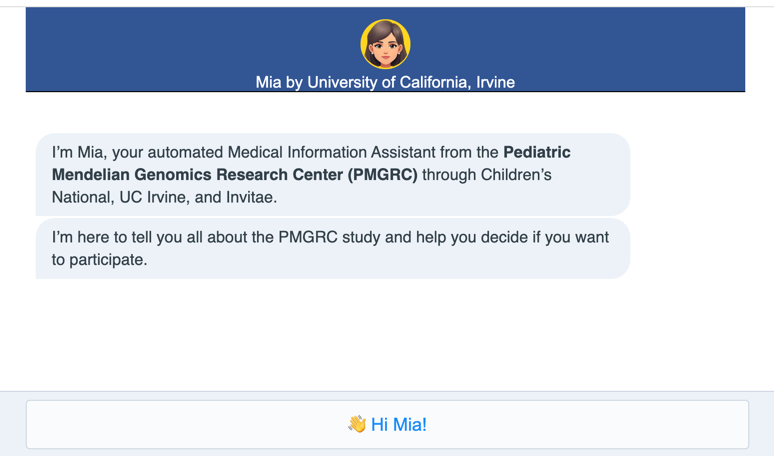 Mia by University of California, Irvine
I’m Mia, your automated Medical Information Assistant from the Pediatric
Mendelian Genomics Research Center (PMGRC) through Children’s
National, UC Irvine, and Invitae.
I’m here to tell you all about the PMGRC study and help you decide if you want
to participate.
👋 Hi Mia!